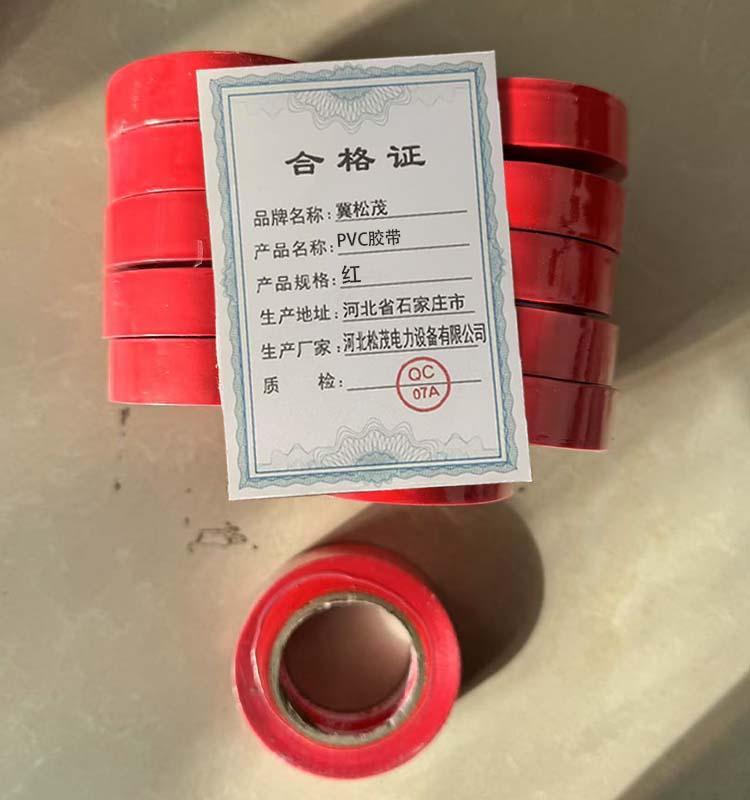 合格证
品牌名称：冀松茂
产品名称：PVC胶带
产品规格：红
生产地址：河北省石家庄市
生产厂家：河北松茂电力设备有限公司
质 检：
QC
07A